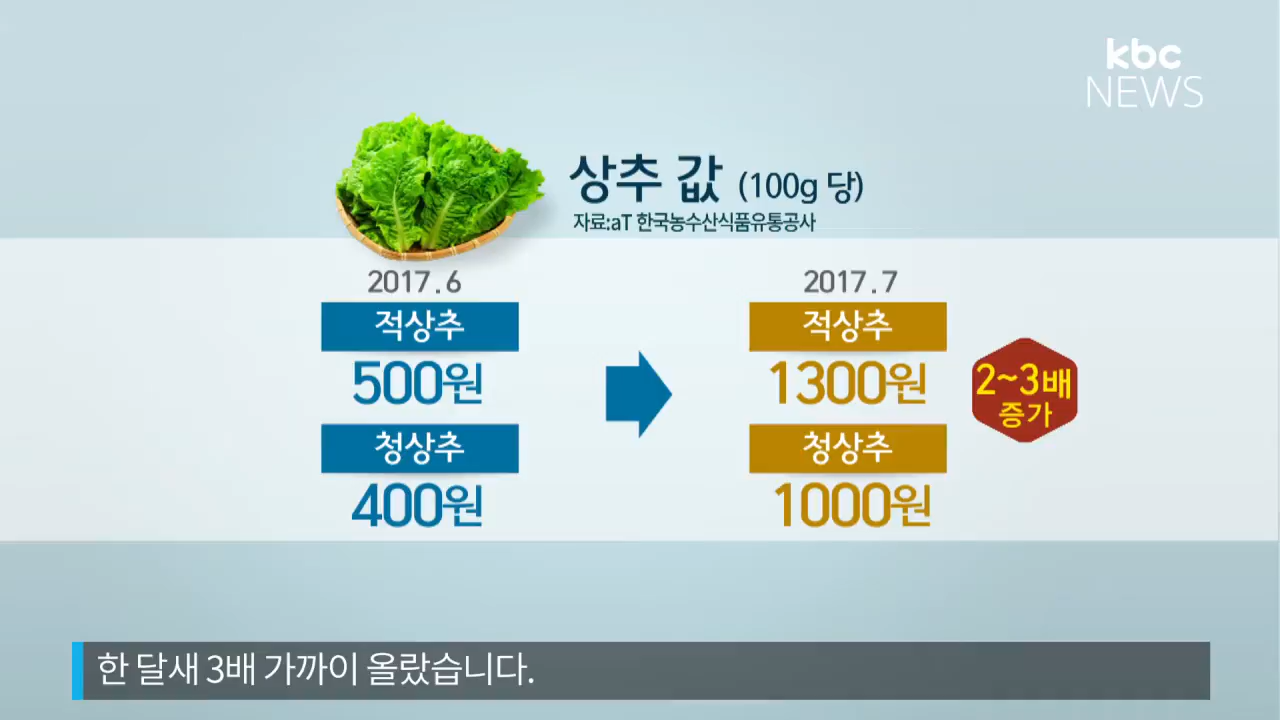 kbc
NEWS
상추 값 (100g 당)
자료:aT 한국농수산식품유통공사
2017.6
적상추
500원
청상추
400원
2017.7
적상추
1300원
청상추
1000원
2~3배
증가
한 달새 3배 가까이 올랐습니다.